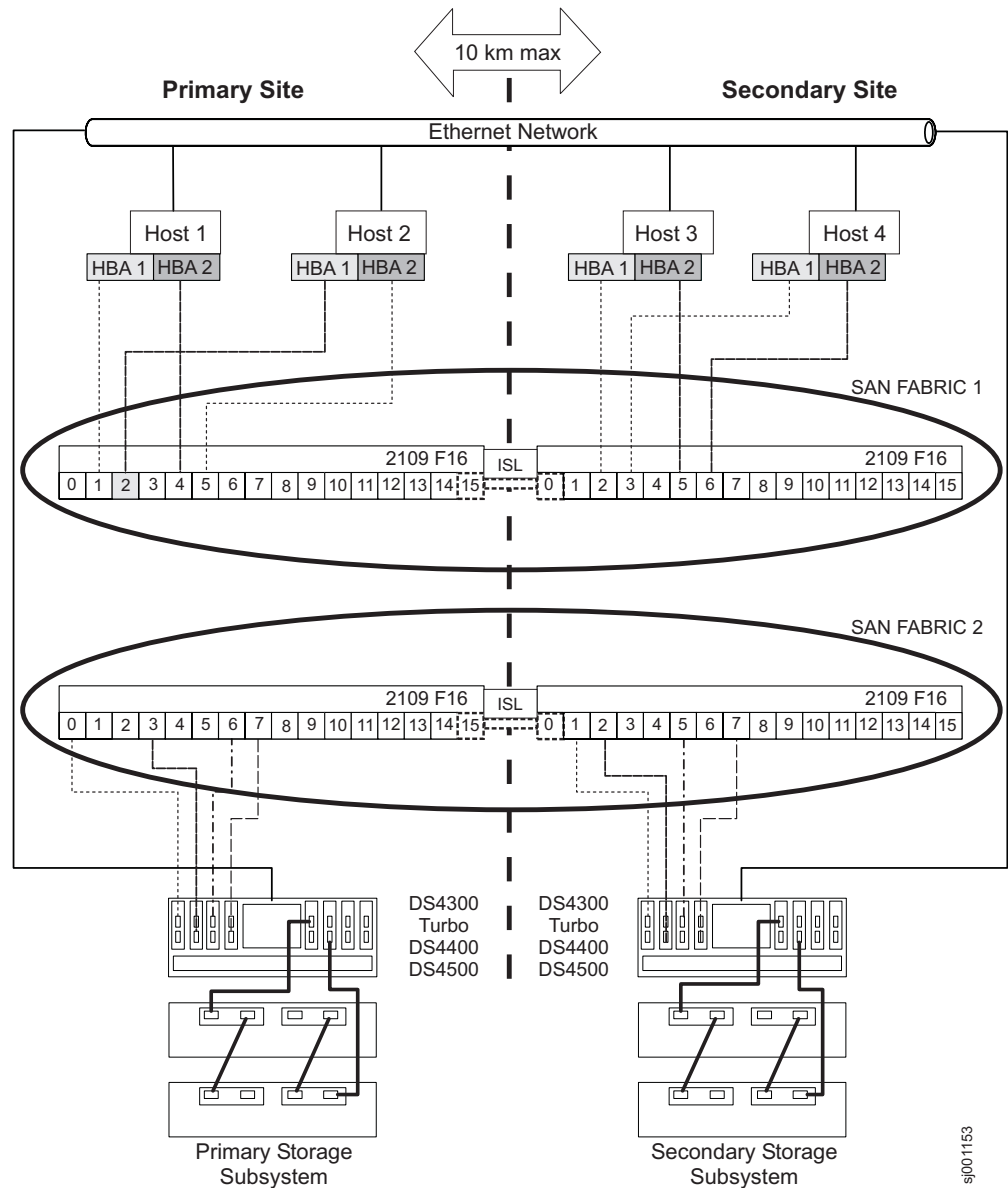 10 km max
Primary Site
Secondary Site
Ethernet Network
Host 1
Host 2
Host 3
Host 4
HBA 1 HBA 2
HBA 1 HBA 2
HBA 1 HBA 2
HBA 1 HBA 2
SAN FABRIC 1
2109 F16
ISL
2109 F16
0 1 2 3 4 5 6 7 8 9 10 11 12 13 14 15
0 1 2 3 4 5 6 7 8 9 10 11 12 13 14 15
SAN FABRIC 2
2109 F16
ISL
2109 F16
0 1 2 3 4 5 6 7 8 9 10 11 12 13 14 15
0 1 2 3 4 5 6 7 8 9 10 11 12 13 14 15
DS4300
Turbo
DS4400
DS4500
DS4300
Turbo
DS4400
DS4500
Primary Storage
Subsystem
Secondary Storage
Subsystem
sj001153